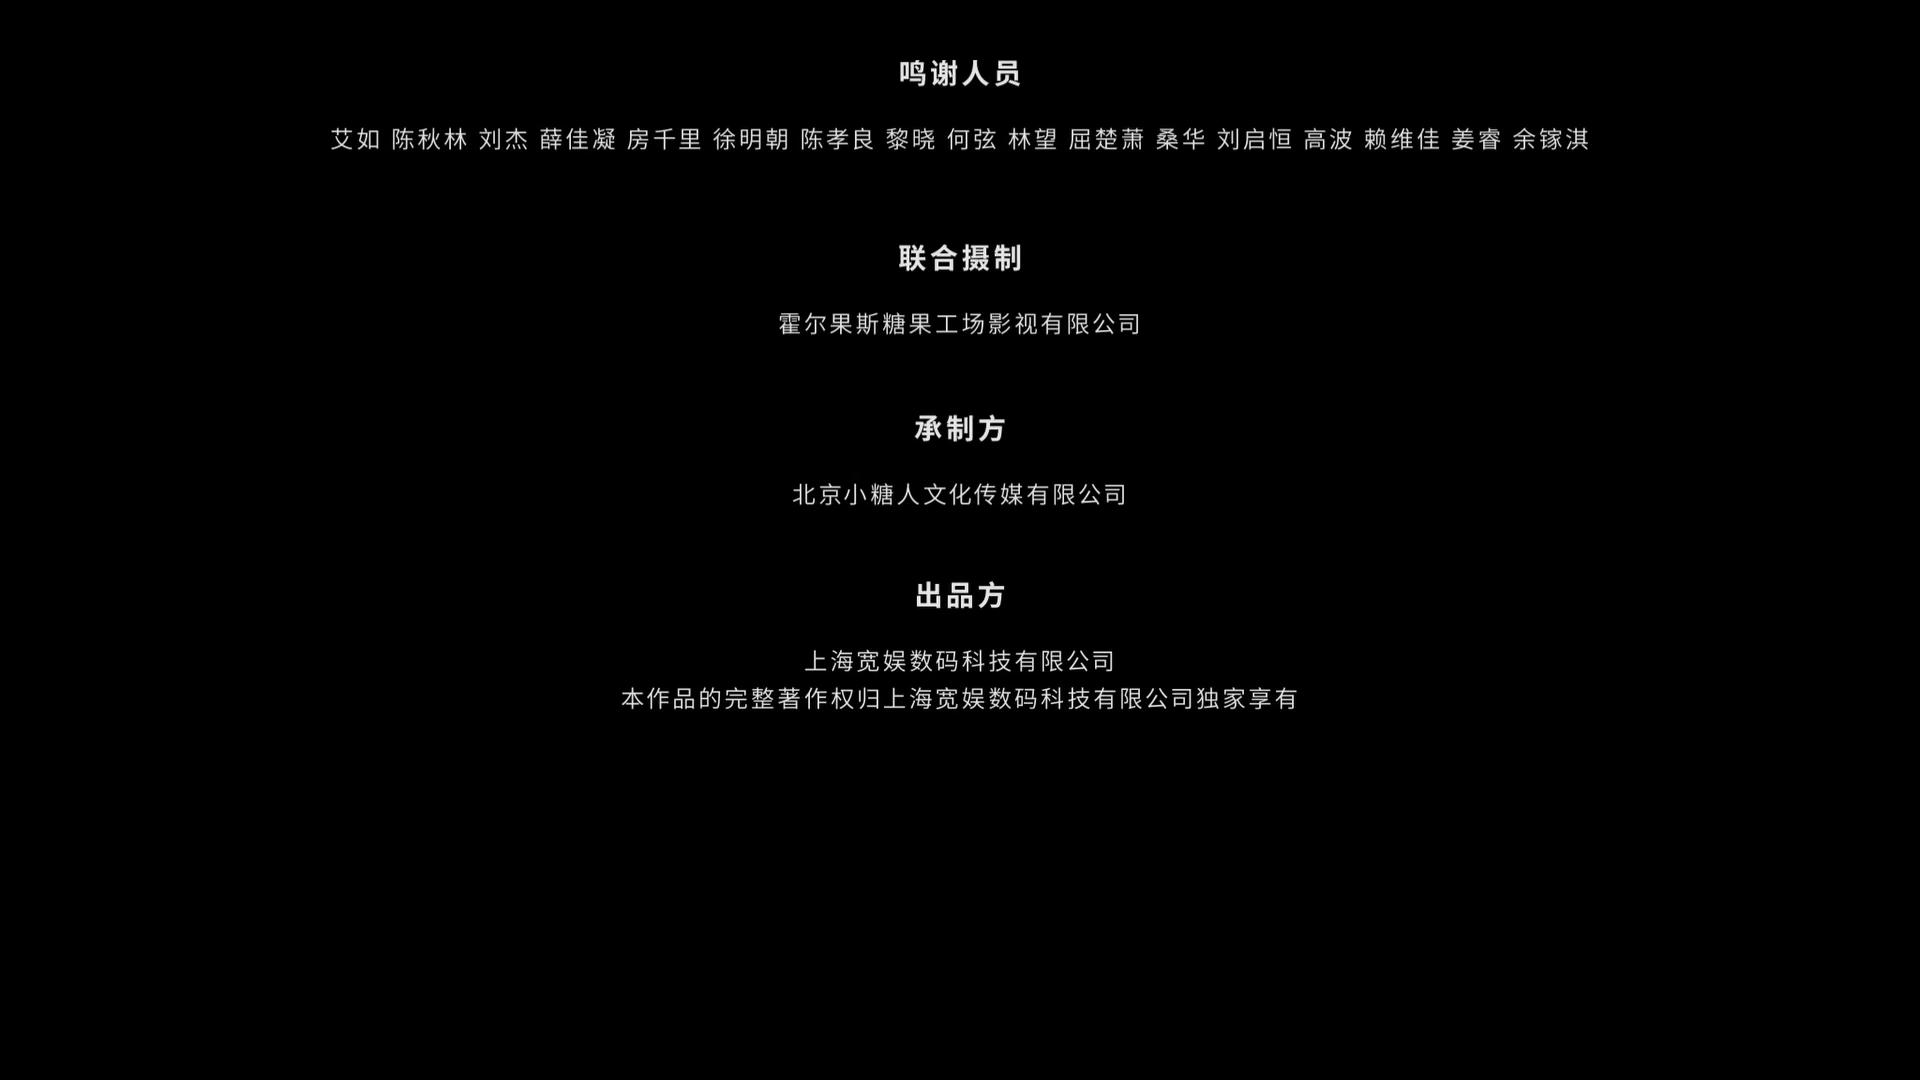 鸣谢人员
艾如 陈秋林 刘杰 薛佳凝 房千里 徐明朝 陈孝良 黎晓 何弦 林望 屈楚萧 桑华 刘启恒 高波 赖维佳 姜睿 余镓淇
联合摄制
霍尔果斯糖果工场影视有限公司
承制方
北京小糖人文化传媒有限公司
出品方
上海宽娱数码科技有限公司
本作品的完整著作权归上海宽娱数码科技有限公司独家享有